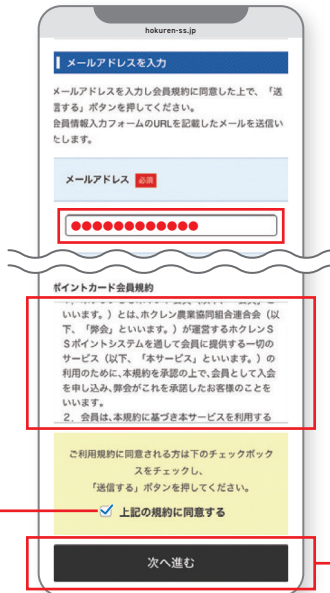 hokuren-ss.jp
メールアドレスを入力
メールアドレスを入力し会員規約に同意した上で、「送
信する」ボタンを押してください。
会員情報入力フォームのURLを記載したメールを送信い
たします。
メールアドレス 必須
●●●●●●●●●●●●
ポイントカード会員規約
いいます。）とは、ホクレン農業協同組合連合会（以
下、「弊会」といいます。）が運営するホクレンＳ
Ｓポイントシステムを通して会員に提供する一切の
サービス（以下、「本サービス」といいます。）の
利用のために、本規約を承認の上で、会員として入会
を申し込み、弊会がこれを承諾したお客様のことを
いいます。
２．会員は、本規約に基づき本サービスを利用する
ご利用規約に同意される方は下のチェックボック
スをチェックし、
「送信する」ボタンを押してください。
上記の規約に同意する
次へ進む